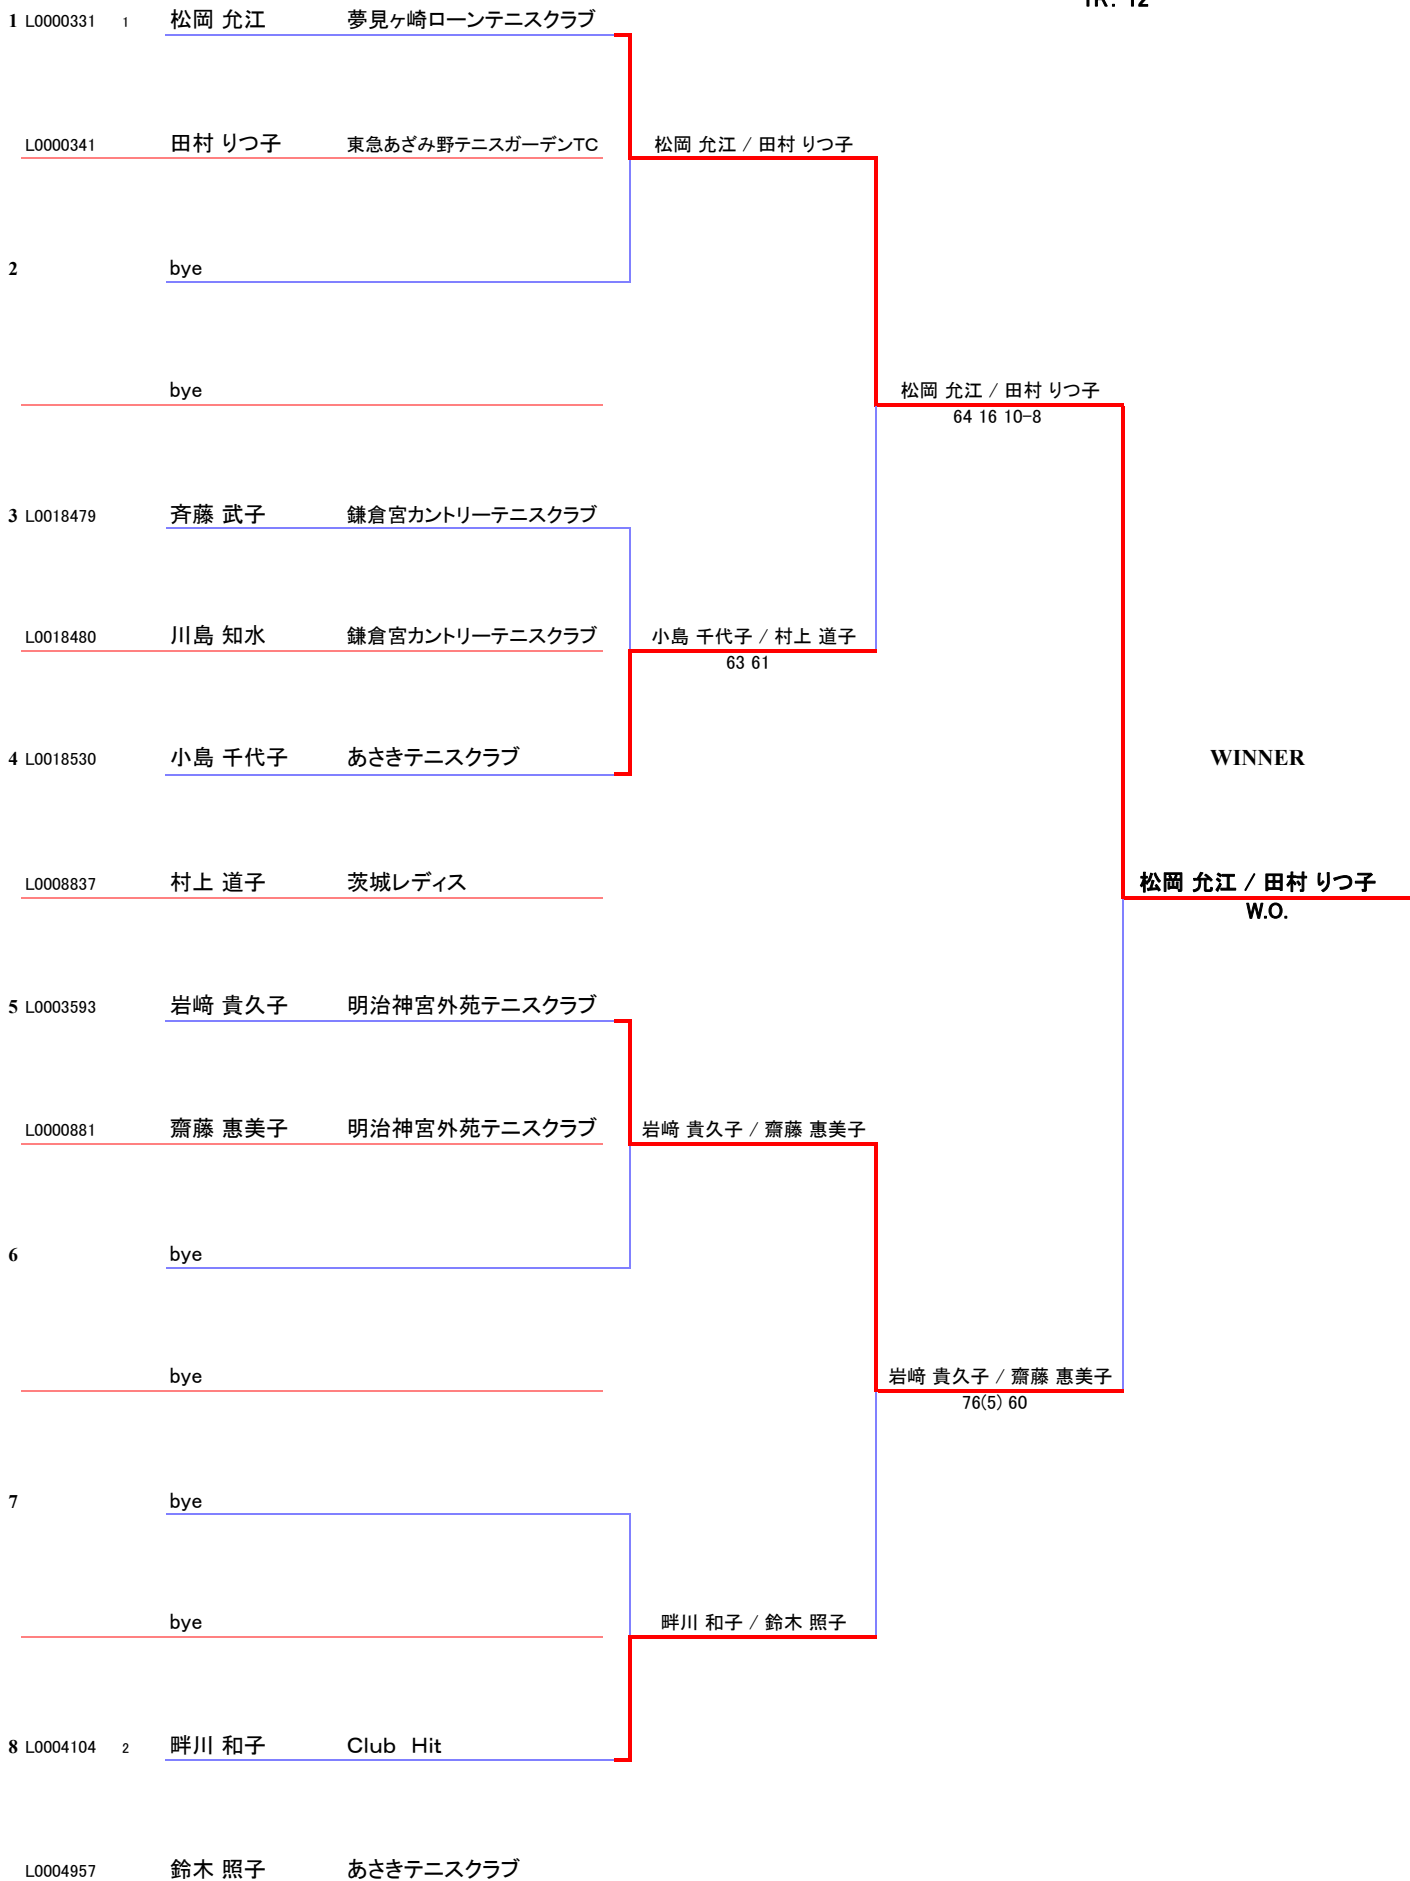 1 L0000331 1 松岡 允江 夢見ヶ崎ローンテニスクラブ
L0000341 田村 りつ子 東急あざみ野テニスガーデンTC 松岡 允江 / 田村 りつ子
2 bye
bye 松岡 允江 / 田村 りつ子
64 16 10-8
3 L0018479 斉藤 武子 鎌倉宮カントリーテニスクラブ
L0018480 川島 知水 鎌倉宮カントリーテニスクラブ 小島 千代子 / 村上 道子
63 61
4 L0018530 小島 千代子 あさきテニスクラブ WINNER
L0008837 村上 道子 茨城レディス 松岡 允江 / 田村 りつ子
W.O.
5 L0003593 岩﨑 貴久子 明治神宮外苑テニスクラブ
L0000881 齋藤 恵美子 明治神宮外苑テニスクラブ 岩﨑 貴久子 / 齋藤 恵美子
6 bye
bye 岩﨑 貴久子 / 齋藤 恵美子
76(5) 60
7 bye
bye 畔川 和子 / 鈴木 照子
8 L0004104 2 畔川 和子 Club Hit
L0004957 鈴木 照子 あさきテニスクラブ